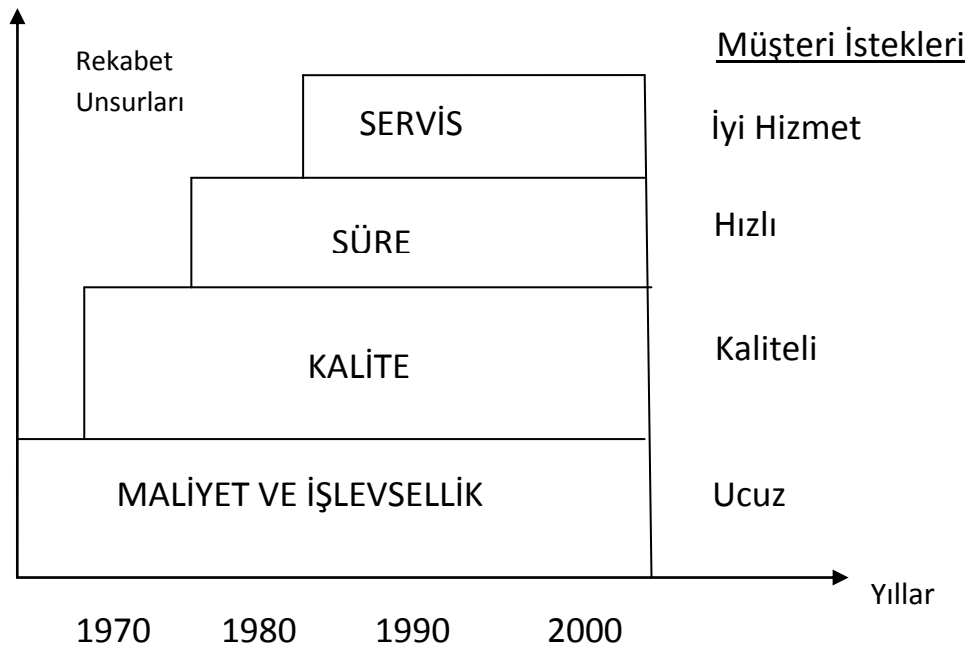 Rekabet
Unsurları
Müşteri İstekleri
SERVİS
İyi Hizmet
SÜRE
Hızlı
KALİTE
Kaliteli
MALİYET VE İŞLEVSELLİK
Ucuz
Yıllar
1970 1980 1990 2000